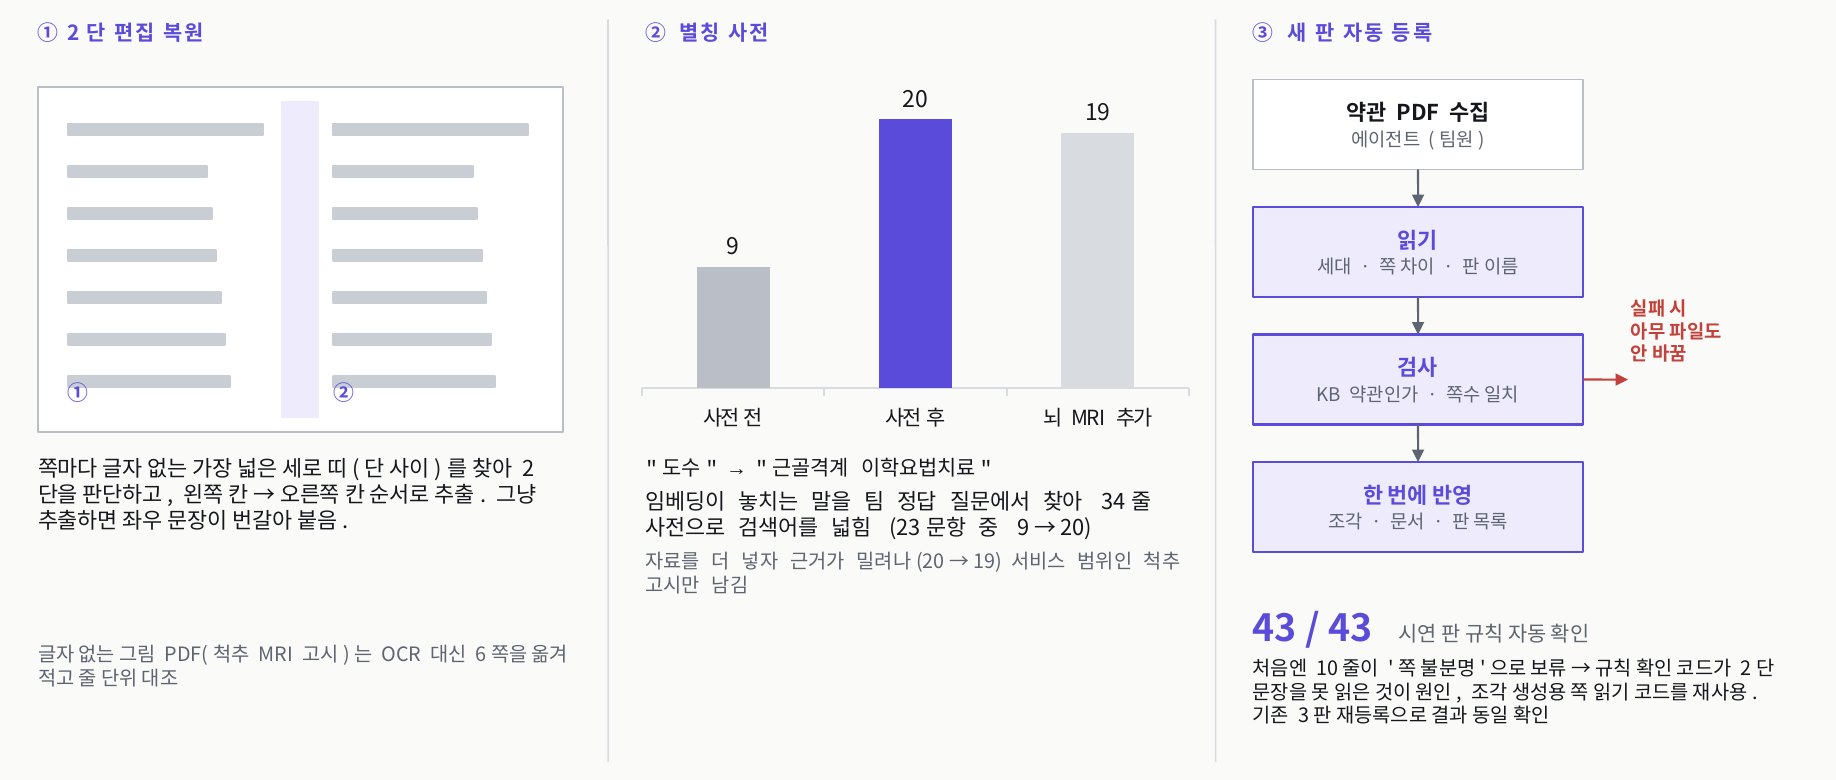 ① 2 단 편집 복원
①
②
쪽마다 글자 없는 가장 넓은 세로 띠 ( 단 사이 ) 를 찾아 2
단을 판단하고 , 왼쪽 칸 → 오른쪽 칸 순서로 추출 . 그냥
추출하면 좌우 문장이 번갈아 붙음 .
글자 없는 그림 PDF( 척추 MRI 고시 ) 는 OCR 대신 6 쪽을 옮겨
적고 줄 단위 대조
② 별칭 사전
9
20
19
사전 전
사전 후
뇌 MRI 추가
" 도수 " → " 근골격계 이학요법치료 "
임베딩이 놓치는 말을 팀 정답 질문에서 찾아 34 줄
사전으로 검색어를 넓힘 (23 문항 중 9 → 20)
자료를 더 넣자 근거가 밀려나 (20 → 19) 서비스 범위인 척추
고시만 남김
③ 새 판 자동 등록
약관 PDF 수집
에이전트 ( 팀원 )
읽기
세대 · 쪽 차이 · 판 이름
검사
KB 약관인가 · 쪽수 일치
실패 시
아무 파일도
안 바꿈
한 번에 반영
조각 · 문서 · 판 목록
43 / 43 시연 판 규칙 자동 확인
처음엔 10 줄이 ' 쪽 불분명 ' 으로 보류 → 규칙 확인 코드가 2 단
문장을 못 읽은 것이 원인 , 조각 생성용 쪽 읽기 코드를 재사용 .
기존 3 판 재등록으로 결과 동일 확인